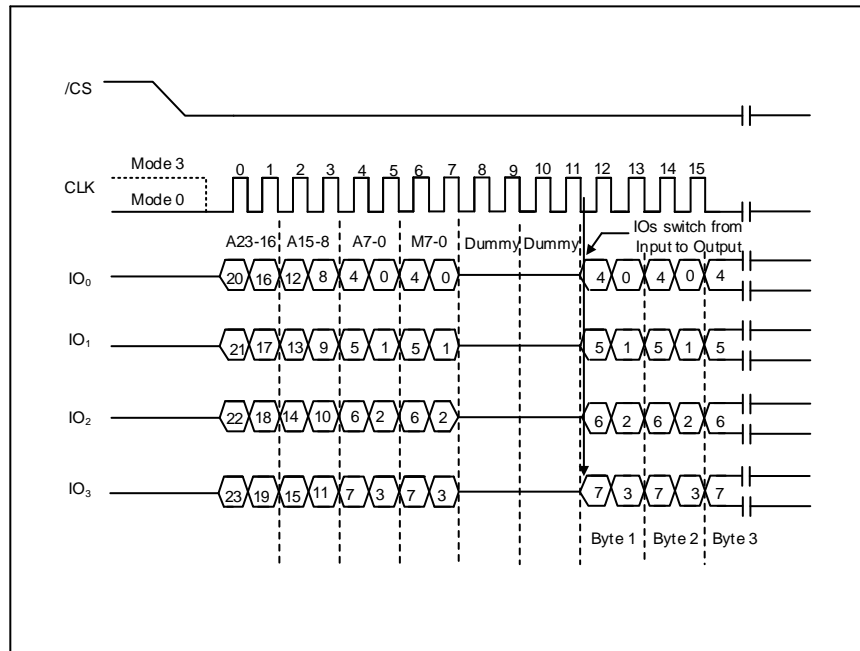 /CS
Mode 3
0 1 2 3 4 5 6 7 8 9 10 11 12 13 14 15
CLK
Mode 0
IOs switch from
A23-16 A15-8 A7-0 M7-0 Dummy Dummy Input to Output
IO₀ 20 16 12 8 4 0 4 0 4 0 4 0 4
IO₁ 21 17 13 9 5 1 5 1 5 1 5 1 5
IO₂ 22 18 14 10 6 2 6 2 6 2 6 2 6
IO₃ 23 19 15 11 7 3 7 3 7 3 7 3 7
Byte 1 Byte 2 Byte 3